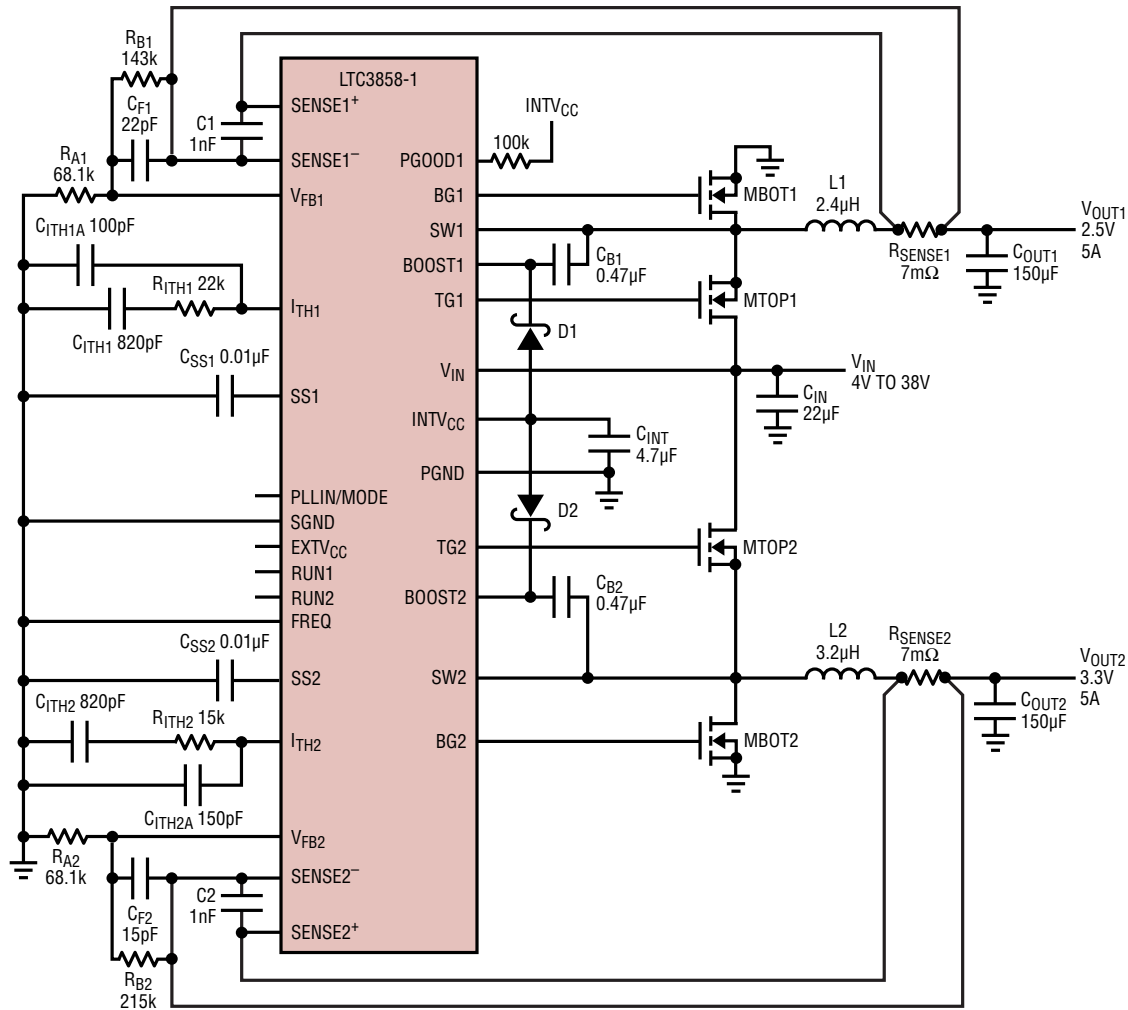 RB1
143k
CF1
22pF
C1
1nF
RA1
68.1k
CITH1A 100pF
RITH1 22k
CITH1 820pF
CSS1 0.01µF
CSS2 0.01µF
CITH2 820pF
RITH2 15k
CITH2A 150pF
RA2
68.1k
CF2
15pF
C2
1nF
RB2
215k
LTC3858-1
SENSE1+
SENSE1–
VFB1
ITH1
SS1
PLLIN/MODE
SGND
EXTVCC
RUN1
RUN2
FREQ
SS2
ITH2
VFB2
SENSE2–
SENSE2+
PGOOD1
BG1
SW1
BOOST1
TG1
VIN
INTVCC
PGND
TG2
BOOST2
SW2
BG2
INTVCC
100k
MBOT1
L1
2.4µH
RSENSE1
7mΩ
COUT1
150µF
VOUT1
2.5V
5A
CB1
0.47µF
MTOP1
D1
VIN
4V TO 38V
CIN
22µF
CINT
4.7µF
D2
MTOP2
CB2
0.47µF
L2
3.2µH
RSENSE2
7mΩ
COUT2
150µF
VOUT2
3.3V
5A
MBOT2